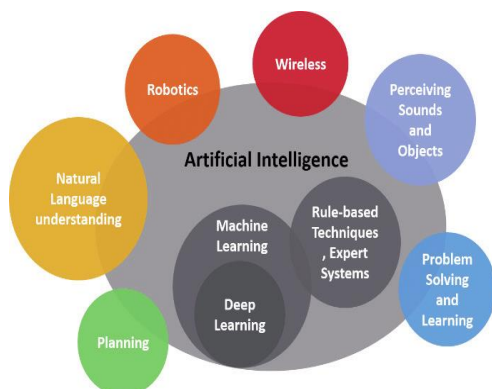 Wireless
Robotics
Perceiving
Sounds
and
Objects
Artificial Intelligence
Natural
Language
understanding
Machine
Learning
Rule-based
Techniques
, Expert
Systems
Problem
Solving
and
Learning
Deep
Learning
Planning